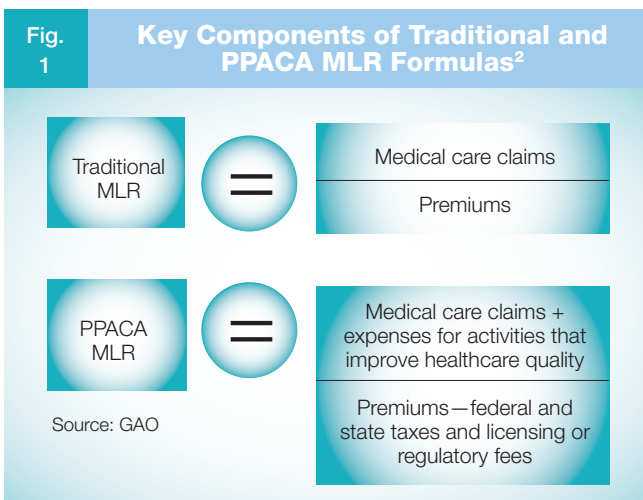 Fig.
1
Key Components of Traditional and
PPACA MLR Formulas²
Traditional
MLR
=
Medical care claims
Premiums
PPACA
MLR
=
Medical care claims +
expenses for activities that
improve healthcare quality
Premiums—federal and
state taxes and licensing or
regulatory fees
Source: GAO